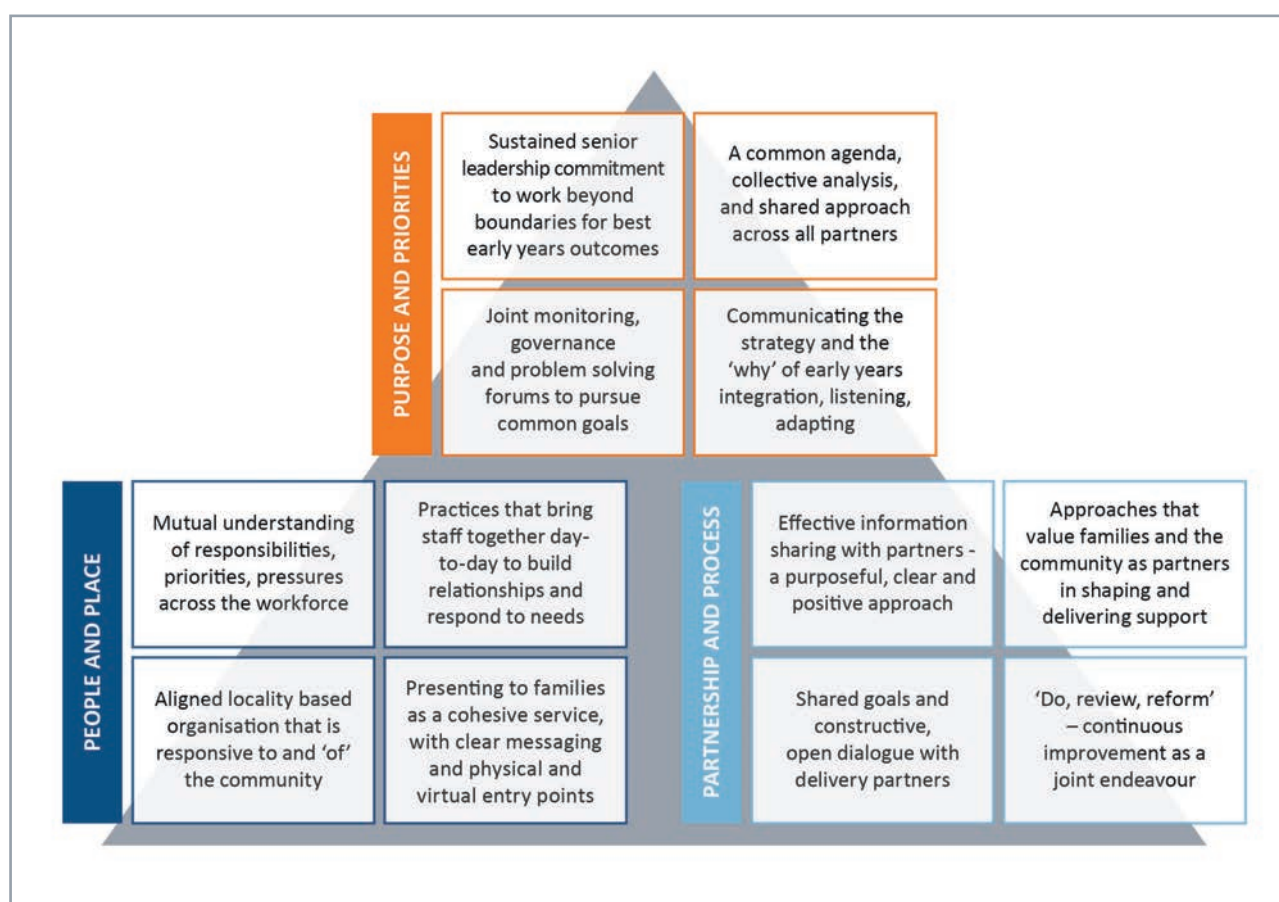 PURPOSE AND PRIORITIES
Sustained senior
leadership commitment
to work beyond
boundaries for best
early years outcomes
A common agenda,
collective analysis,
and shared approach
across all partners
Joint monitoring,
governance
and problem solving
forums to pursue
common goals
Communicating the
strategy and the
‘why’ of early years
integration, listening,
adapting
PEOPLE AND PLACE
Mutual understanding
of responsibilities,
priorities, pressures
across the workforce
Practices that bring
staff together day-
to-day to build
relationships and
respond to needs
Aligned locality based
organisation that is
responsive to and ‘of’
the community
Presenting to families
as a cohesive service,
with clear messaging
and physical and
virtual entry points
PARTNERSHIP AND PROCESS
Effective information
sharing with partners -
a purposeful, clear and
positive approach
Approaches that
value families and the
community as partners
in shaping and
delivering support
Shared goals and
constructive,
open dialogue with
delivery partners
‘Do, review, reform’
– continuous
improvement as a
joint endeavour